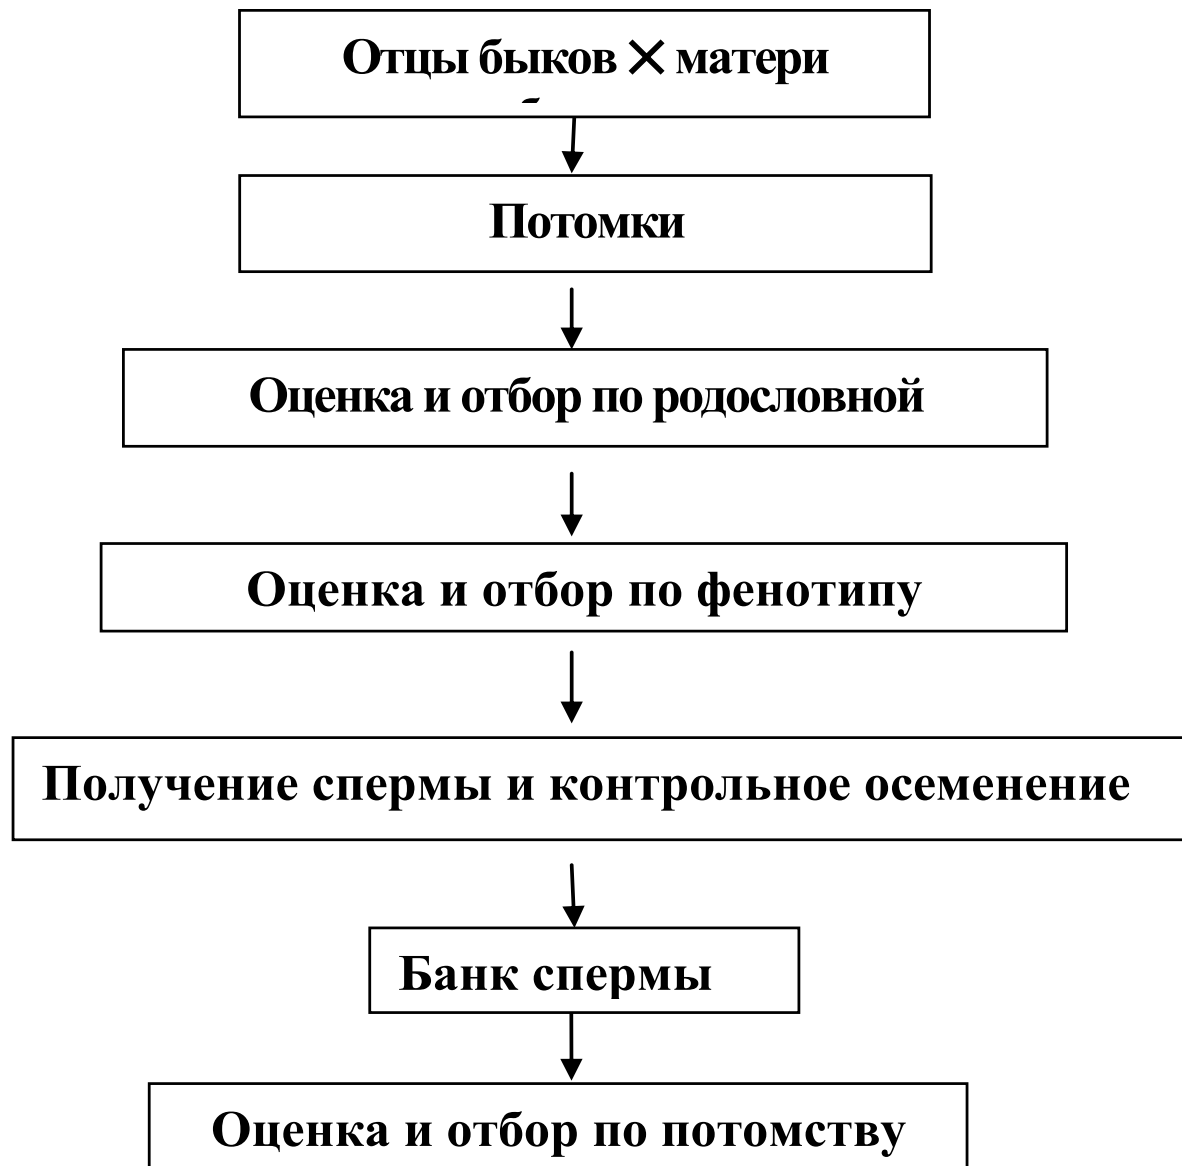 Отцы быков × матери
Потомки
Оценка и отбор по родословной
Оценка и отбор по фенотипу
Получение спермы и контрольное осеменение
Банк спермы
Оценка и отбор по потомству